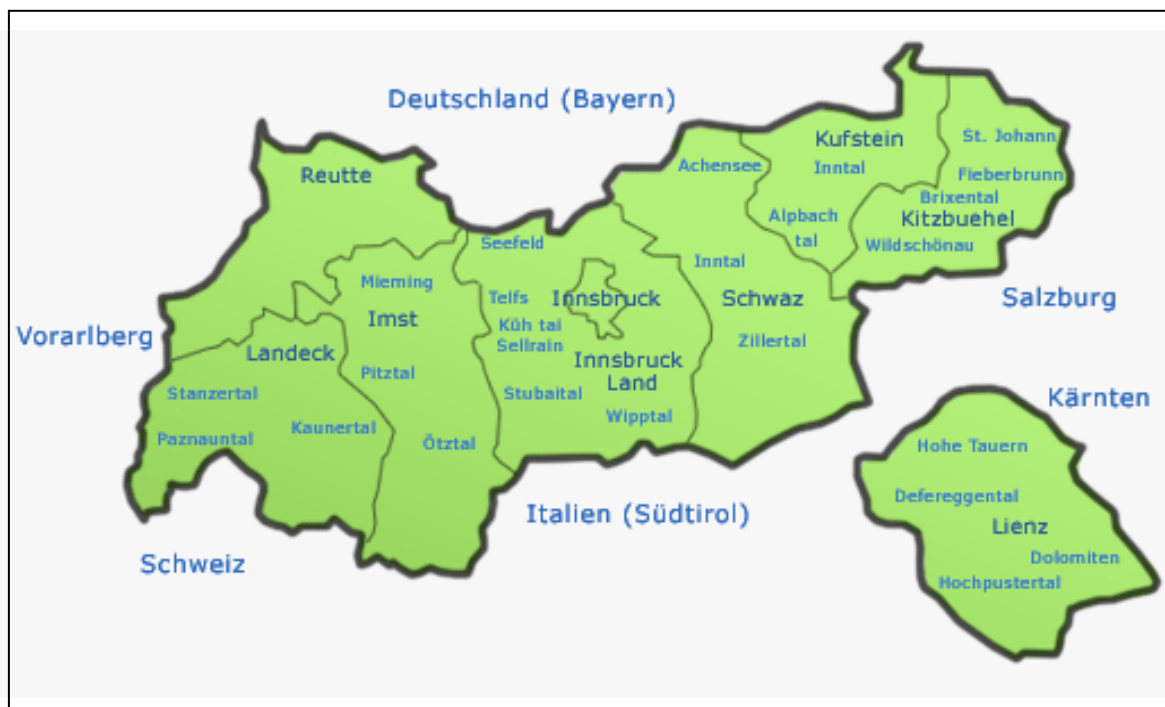 Deutschland (Bayern)
Kufstein
St. Johann
Achensee
Inntal
Reutte
Fieberbrunn
Brixental
Alpbach
tal
Kitzbuehel
Seefeld
Wildschönau
Inntal
Mieming
Telfs
Innsbruck
Schwaz
Salzburg
Imst
Küh tai
Sellrain
Vorarlberg
Landeck
Zillertal
Innsbruck
Land
Pitztal
Stanzertal
Stubaital
Kärnten
Wipptal
Kaunertal
Paznauntal
Ötztal
Hohe Tauern
Defereggental
Italien (Südtirol)
Lienz
Schweiz
Dolomiten
Hochpustertal